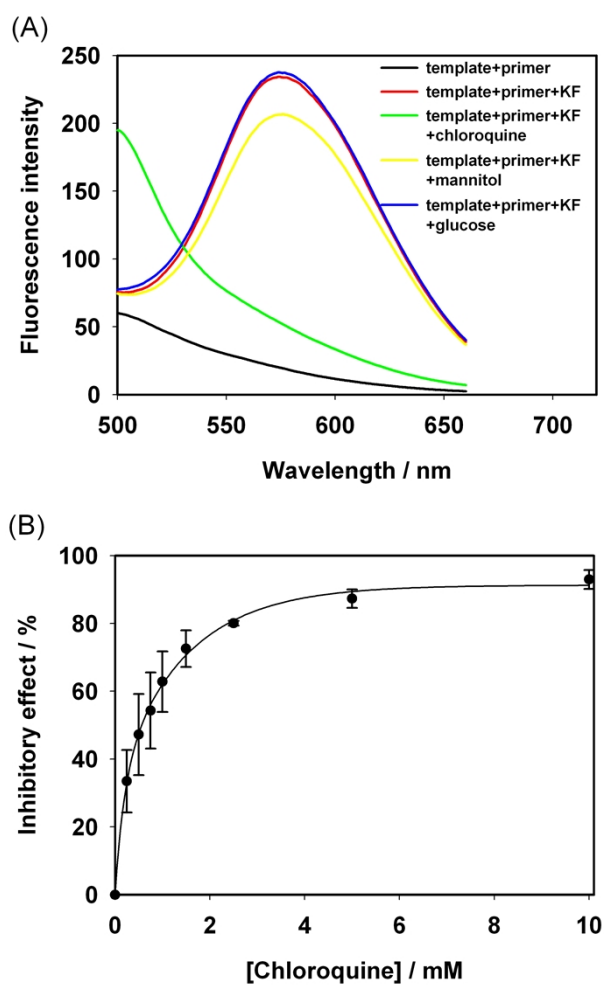 (A)
250
200
150
100
50
0
Fluorescence intensity
template+primer
template+primer+KF
template+primer+KF
+chloroquine
template+primer+KF
+mannitol
template+primer+KF
+glucose
500
550
600
650
700
Wavelength / nm
(B)
100
80
60
40
20
0
Inhibitory effect / %
0
2
4
6
8
10
[Chloroquine] / mM